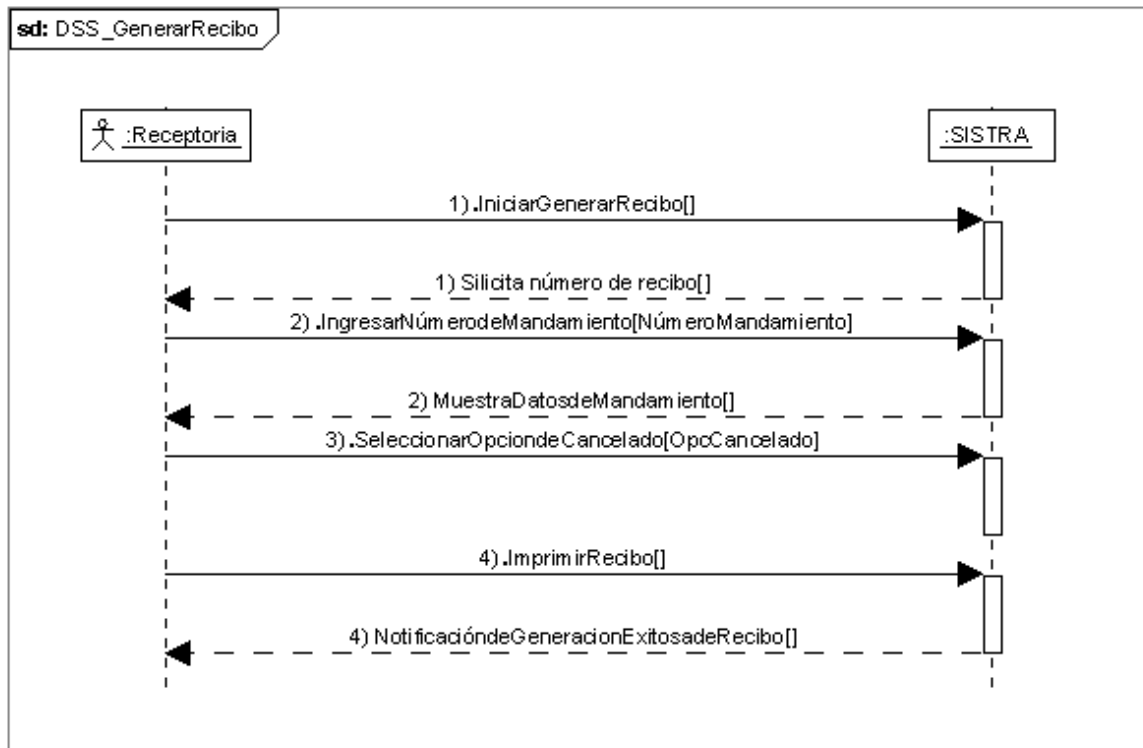 sd: DSS_GenerarRecibo
:Receptoria
:SISTRA
1).IniciarGenerarRecibo[]
1) Silicita número de recibo[]
2).IngresarNúmerodeMandamiento[NúmeroMandamiento]
2) MuestraDatosdeMandamiento[]
3).SeleccionarOpciondeCancelado[OpcCancelado]
4).ImprimirRecibo[]
4) NotificacióndeGeneracionExitosadeRecibo[]